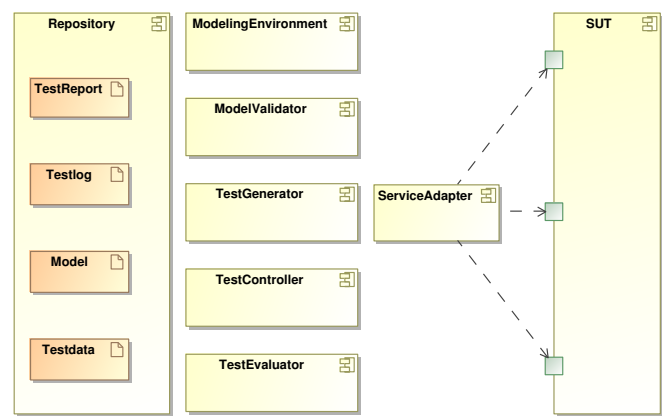 Repository
TestReport
Testlog
Model
Testdata
ModelingEnvironment
ModelValidator
TestGenerator
TestController
TestEvaluator
ServiceAdapter
SUT